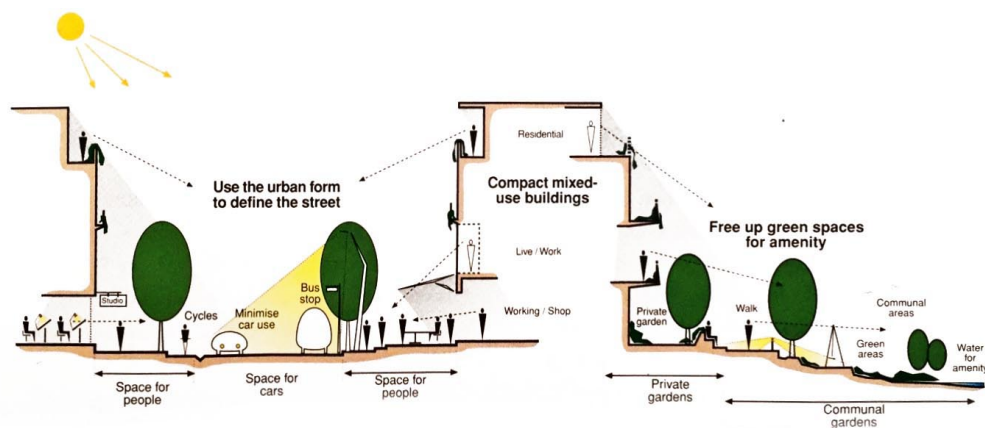 Residential
Use the urban form
to define the street
Compact mixed-
use buildings
Free up green spaces
for amenity
Live / Work
Studio
Bus
stop
Cycles
Minimise
car use
Working / Shop
Private
garden
Walk
Communal
areas
Green
areas
Water
for
amenity
Space for
people
Space for
cars
Space for
people
Private
gardens
Communal
gardens